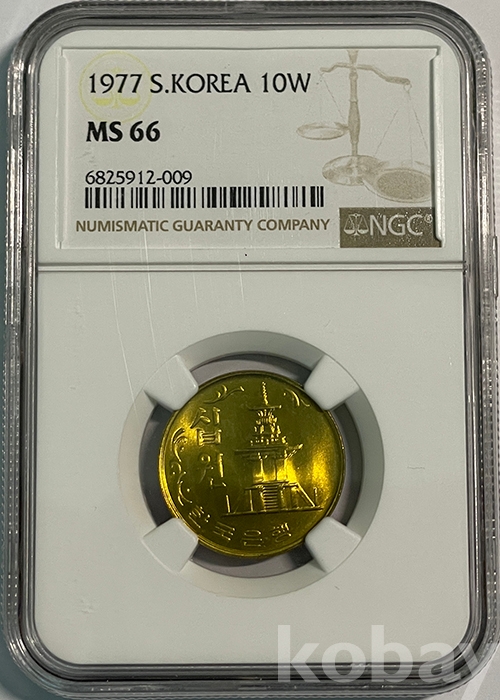 1977 S.KOREA 10W
MS 66
6825912-009
NUMISMATIC GUARANTY COMPANY
NGC®
십원
한국은행
kobay